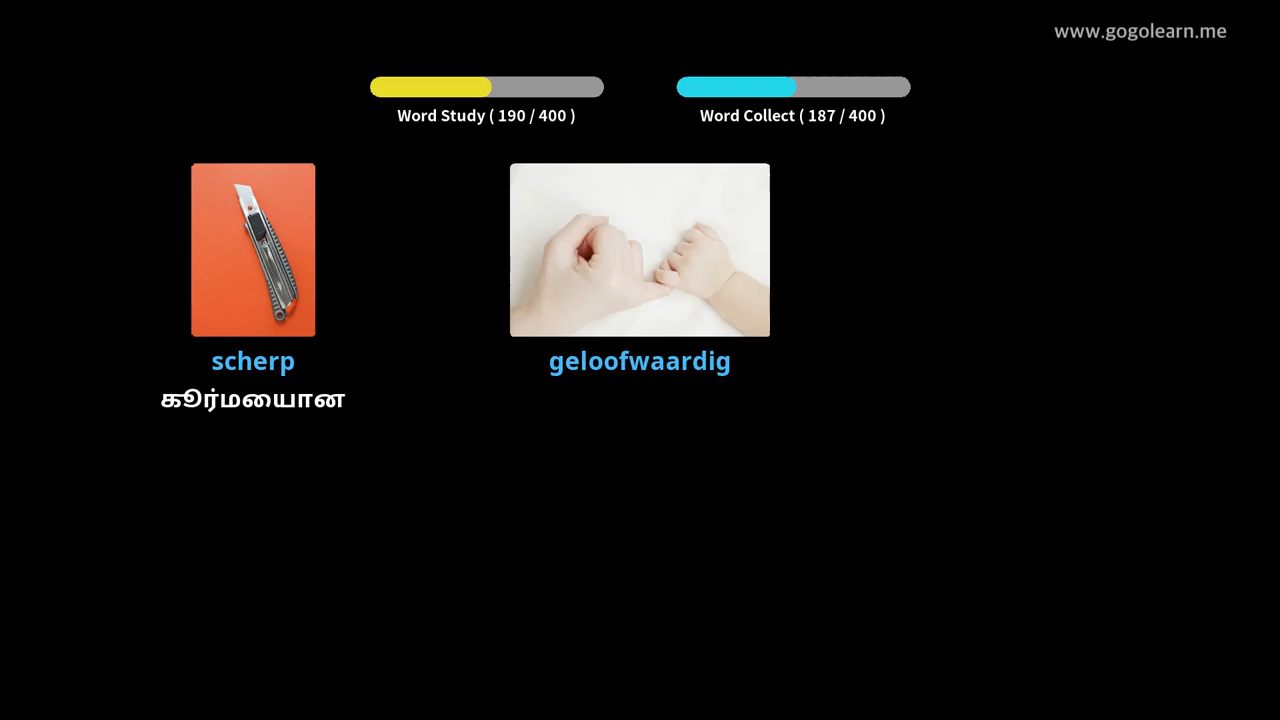 www.gogolearn.me
Word Study ( 190 / 400 )
Word Collect ( 187 / 400 )
scherp
geloofwaardig
கூர்மையான